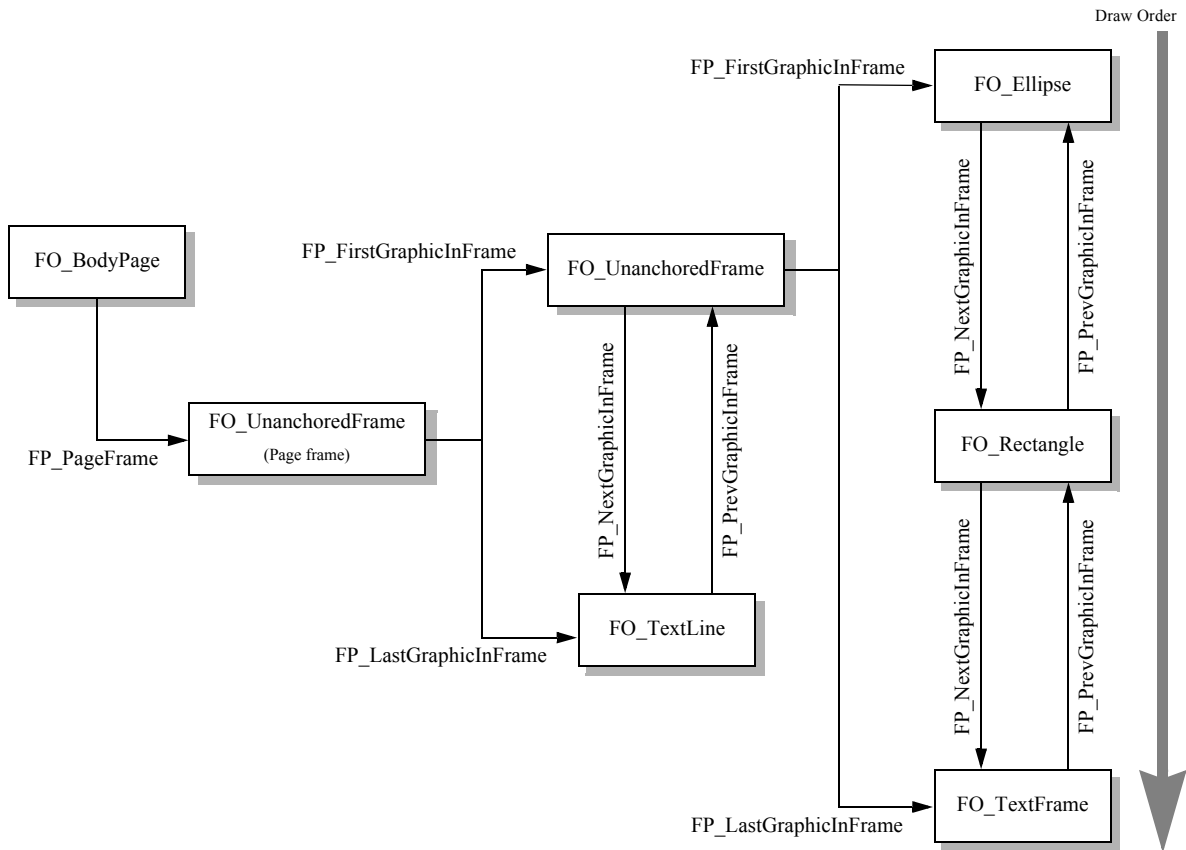 Draw Order
FP_FirstGraphicInFrame
FO_Ellipse
FP_NextGraphicInFrame
FP_PrevGraphicInFrame
FO_BodyPage
FP_FirstGraphicInFrame
FO_UnanchoredFrame
FP_NextGraphicInFrame
FP_PrevGraphicInFrame
FO_UnanchoredFrame
(Page frame)
FP_PageFrame
FO_Rectangle
FO_TextLine
FP_LastGraphicInFrame
FP_NextGraphicInFrame
FP_PrevGraphicInFrame
FO_TextFrame
FP_LastGraphicInFrame